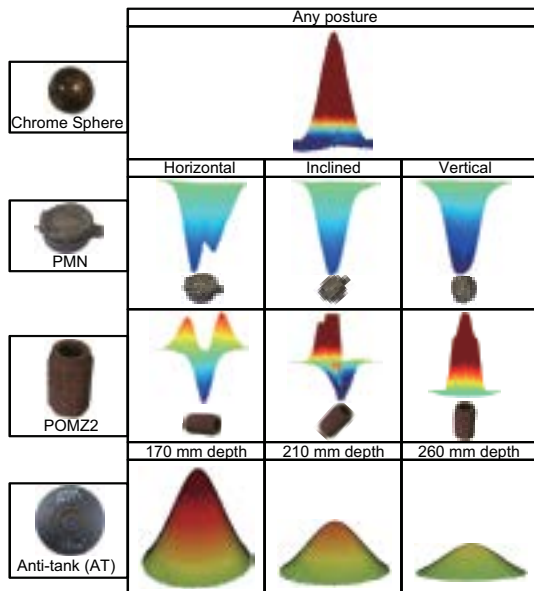 Any posture
Chrome Sphere
Horizontal
Inclined
Vertical
PMN
POMZ2
170 mm depth
210 mm depth
260 mm depth
Anti-tank (AT)